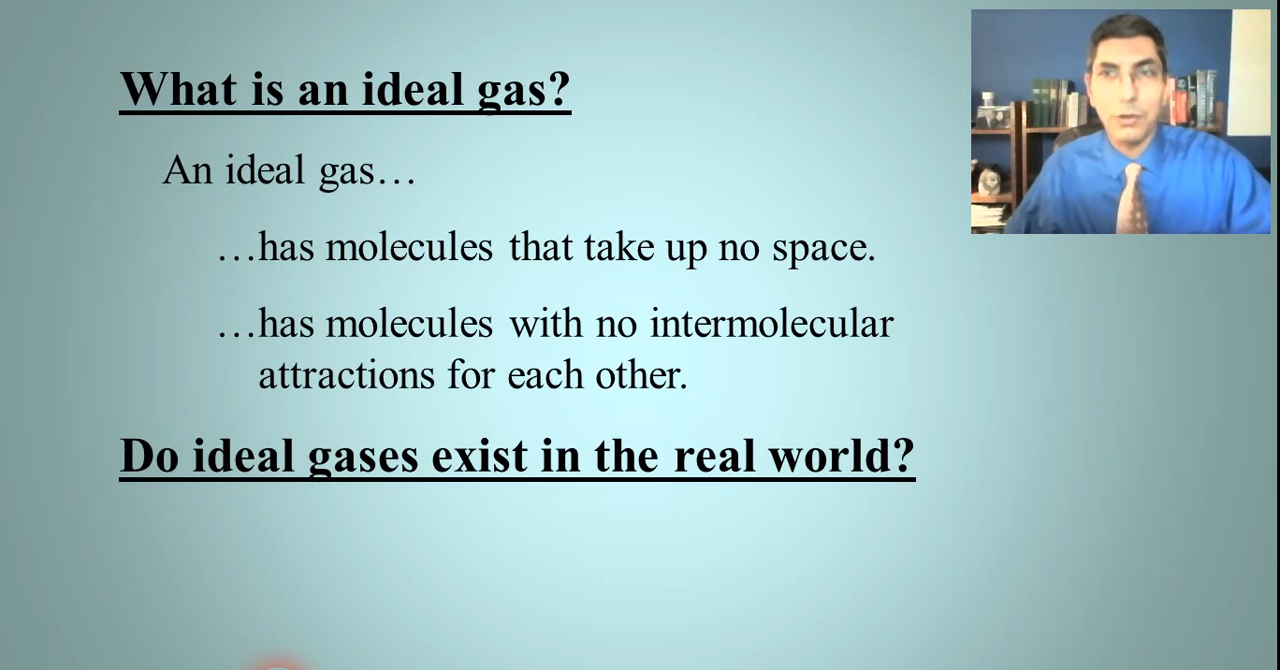 What is an ideal gas?
An ideal gas…
…has molecules that take up no space.
…has molecules with no intermolecular
attractions for each other.
Do ideal gases exist in the real world?